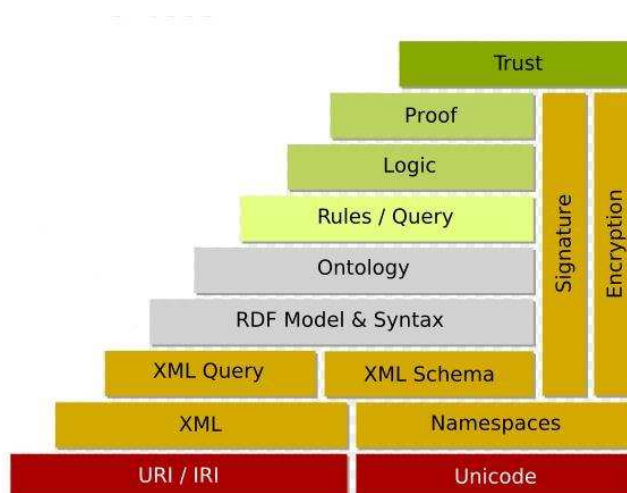 Trust
Proof
Logic
Rules / Query
Ontology
RDF Model & Syntax
Signature
Encryption
XML Query
XML Schema
XML
Namespaces
URI / IRI
Unicode